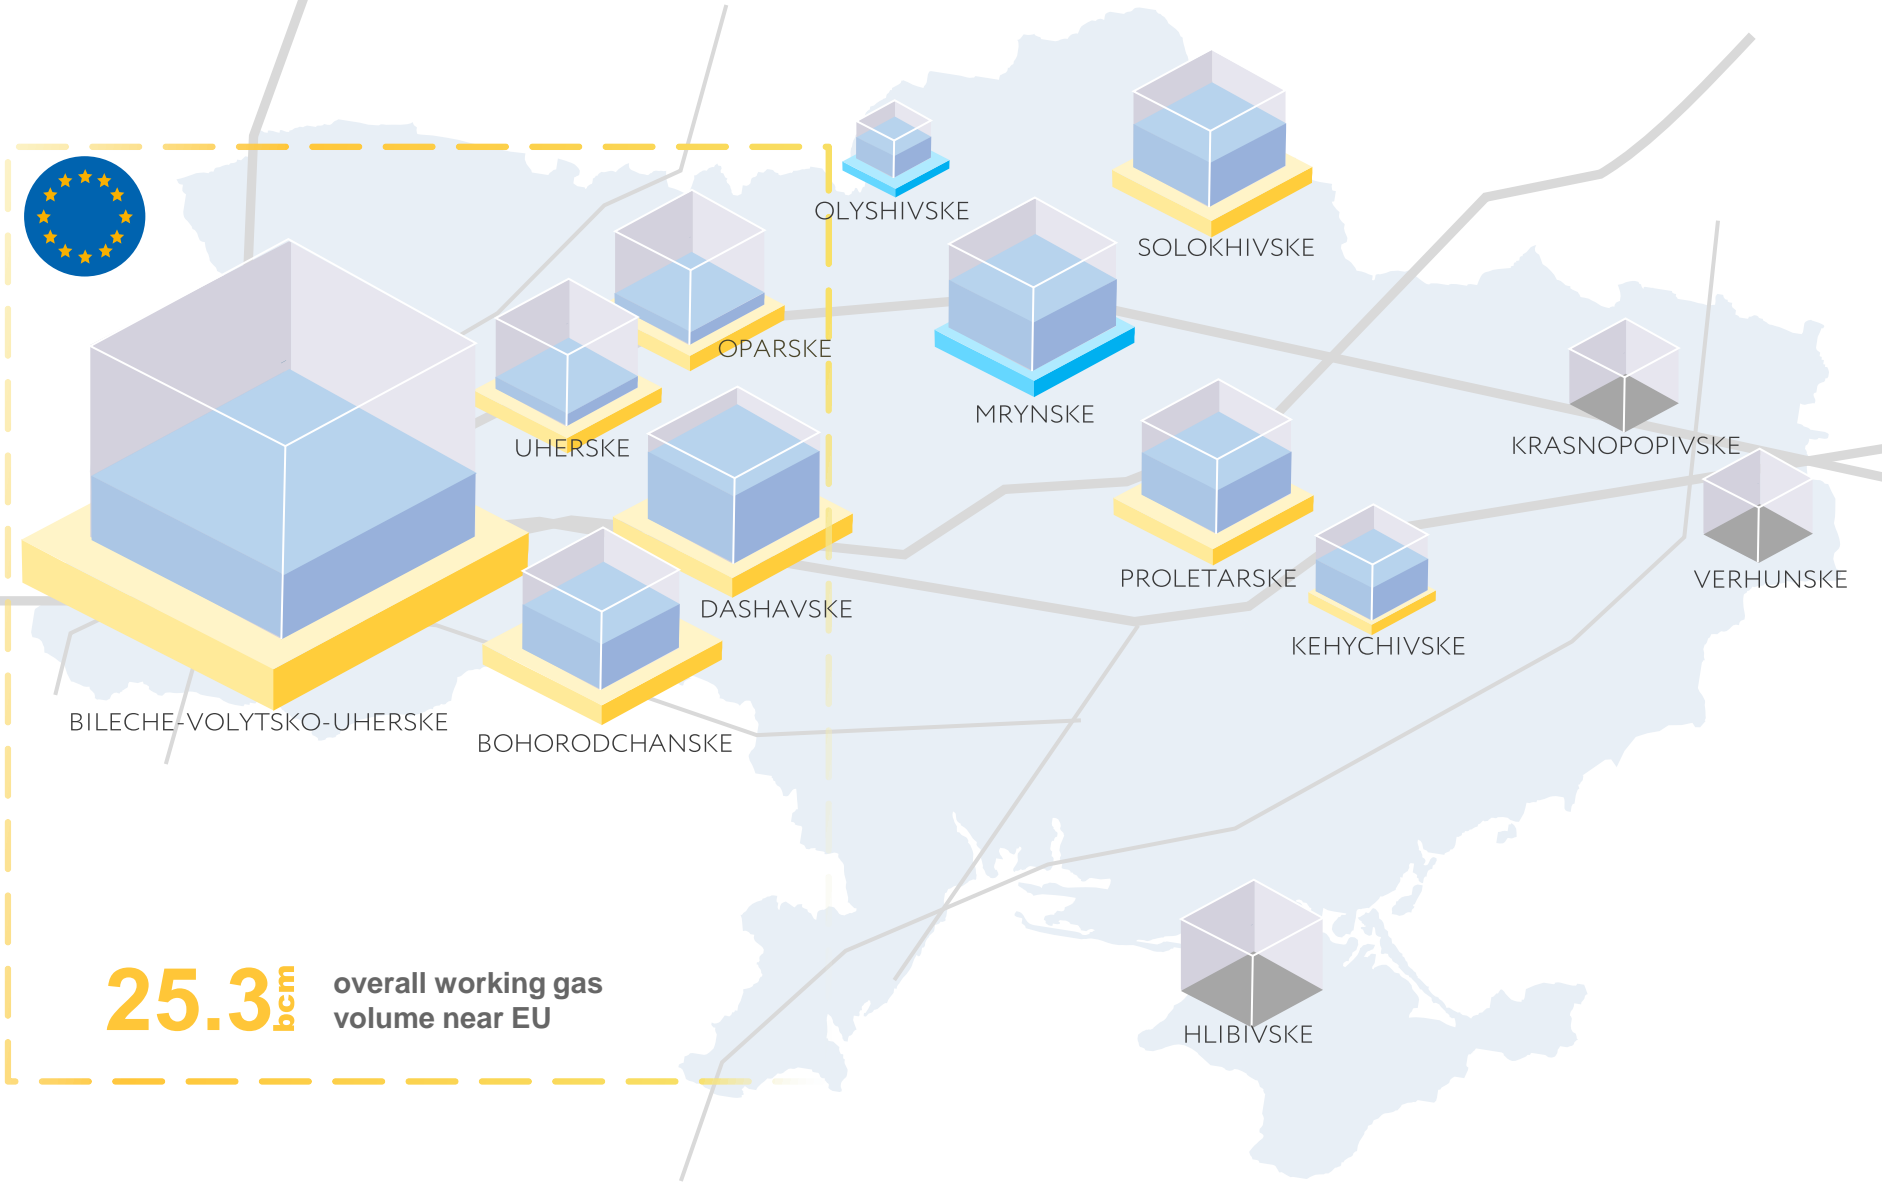 OLYSHIVSKE
SOLOKHIVSKE
OPARSKE
MRYNSKE
UHERSKE
KRASNOPOPIVSKE
PROLETARSKE
VERHUNSKE
DASHAVSKE
KEHYCHIVSKE
BILECHE-VOLYTSKO-UHERSKE
BOHORODCHANSKE
25.3 bcm
overall working gas
volume near EU
HLIBIVSKE